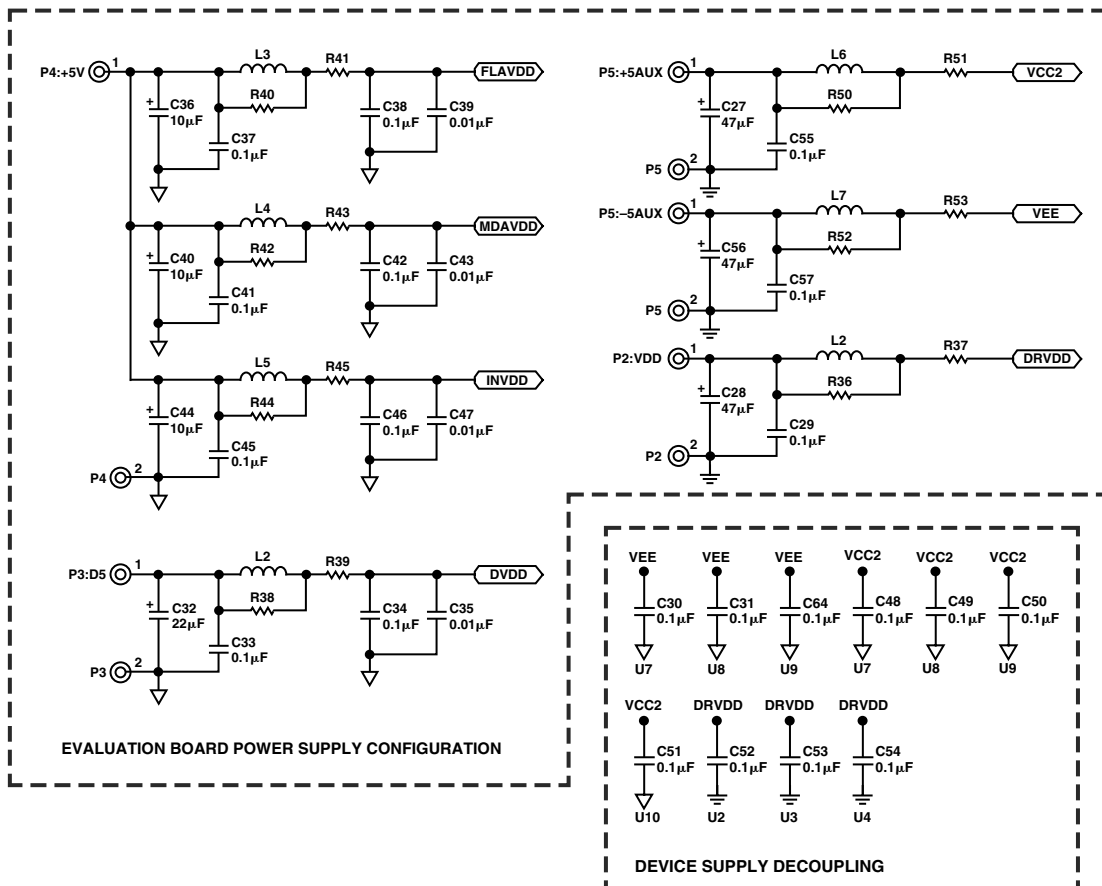 P4:+5V
1
L3
R41
FLAVDD
+
C36
10µF
R40
C37
0.1µF
C38
0.1µF
C39
0.01µF
L4
R43
MDAVDD
+
C40
10µF
R42
C41
0.1µF
C42
0.1µF
C43
0.01µF
L5
R45
INVDD
+
C44
10µF
R44
C45
0.1µF
C46
0.1µF
C47
0.01µF
P4
2
P3:D5
1
L2
R39
DVDD
+
C32
22µF
R38
C33
0.1µF
C34
0.1µF
C35
0.01µF
P3
2
EVALUATION BOARD POWER SUPPLY CONFIGURATION
P5:+5AUX
1
L6
R51
VCC2
+
C27
47µF
R50
C55
0.1µF
P5
2
P5:–5AUX
1
L7
R53
VEE
+
C56
47µF
R52
C57
0.1µF
P5
2
P2:VDD
1
L2
R37
DRVDD
+
C28
47µF
R36
C29
0.1µF
P2
2
VEE
VEE
VEE
VCC2
VCC2
VCC2
C30
0.1µF
C31
0.1µF
C64
0.1µF
C48
0.1µF
C49
0.1µF
C50
0.1µF
U7
U8
U9
U7
U8
U9
VCC2
DRVDD
DRVDD
DRVDD
C51
0.1µF
C52
0.1µF
C53
0.1µF
C54
0.1µF
U10
U2
U3
U4
DEVICE SUPPLY DECOUPLING